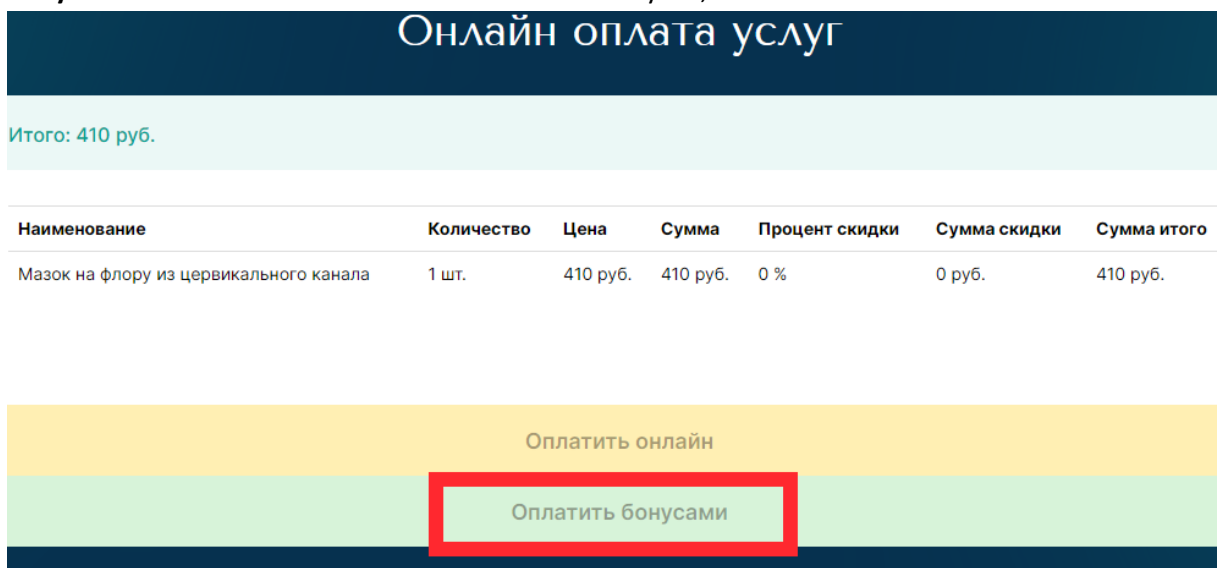 Онлайн оплата услуг
Итого: 410 руб.
Наименование Количество Цена Сумма Процент скидки Сумма скидки Сумма итого
Мазок на флору из цервикального канала 1 шт. 410 руб. 410 руб. 0 % 0 руб. 410 руб.
Оплатить онлайн
Оплатить бонусами